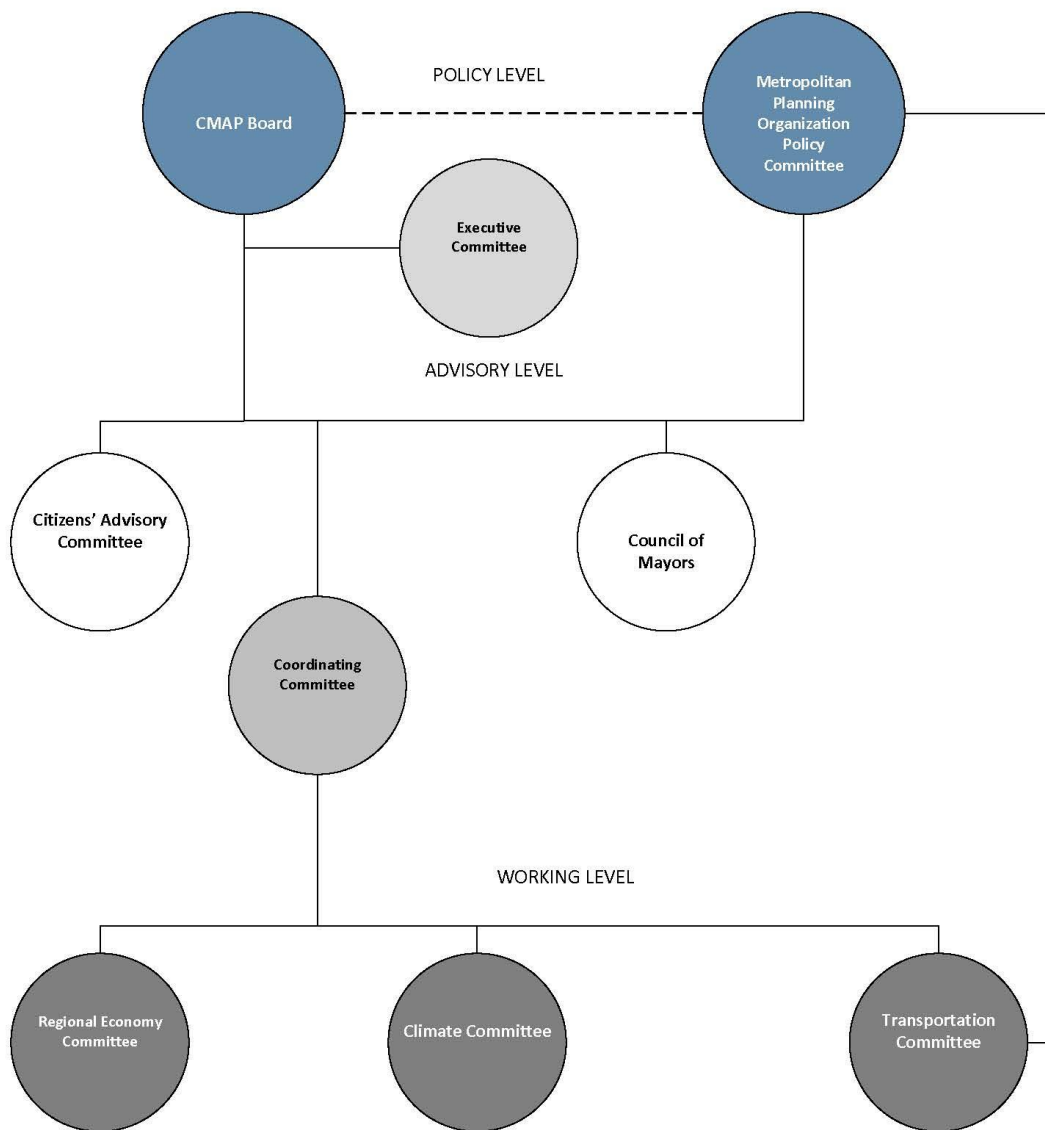 POLICY LEVEL
CMAP Board
Metropolitan
Planning
Organization
Policy
Committee
Executive
Committee
ADVISORY LEVEL
Citizens’ Advisory
Committee
Council of
Mayors
Coordinating
Committee
WORKING LEVEL
Regional Economy
Committee
Climate Committee
Transportation
Committee